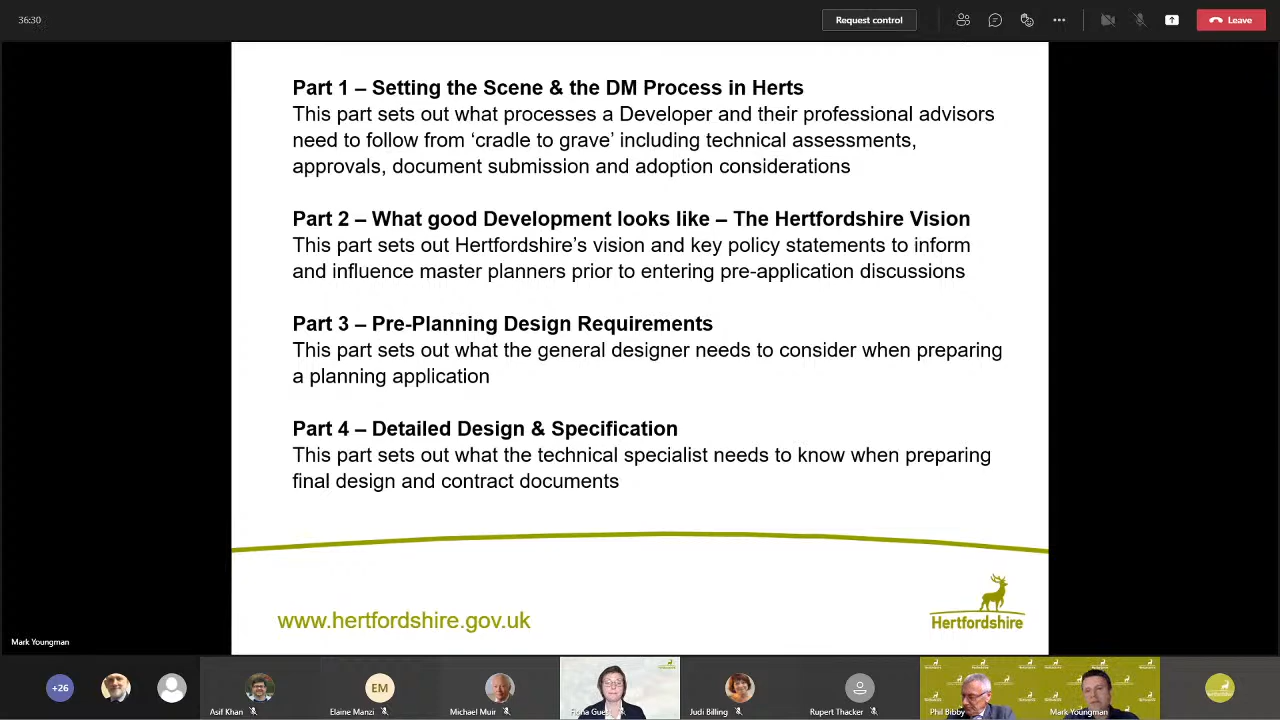 36:30
Request control
Leave
Part 1 – Setting the Scene & the DM Process in Herts
This part sets out what processes a Developer and their professional advisors
need to follow from ‘cradle to grave’ including technical assessments,
approvals, document submission and adoption considerations
Part 2 – What good Development looks like – The Hertfordshire Vision
This part sets out Hertfordshire’s vision and key policy statements to inform
and influence master planners prior to entering pre-application discussions
Part 3 – Pre-Planning Design Requirements
This part sets out what the general designer needs to consider when preparing
a planning application
Part 4 – Detailed Design & Specification
This part sets out what the technical specialist needs to know when preparing
final design and contract documents
www.hertfordshire.gov.uk
Hertfordshire
Mark Youngman
+26
EM
Asif Khan
Elaine Manzi
Michael Muir
Judi Billing
Rupert Thacker
Phil Bibby
Mark Youngman